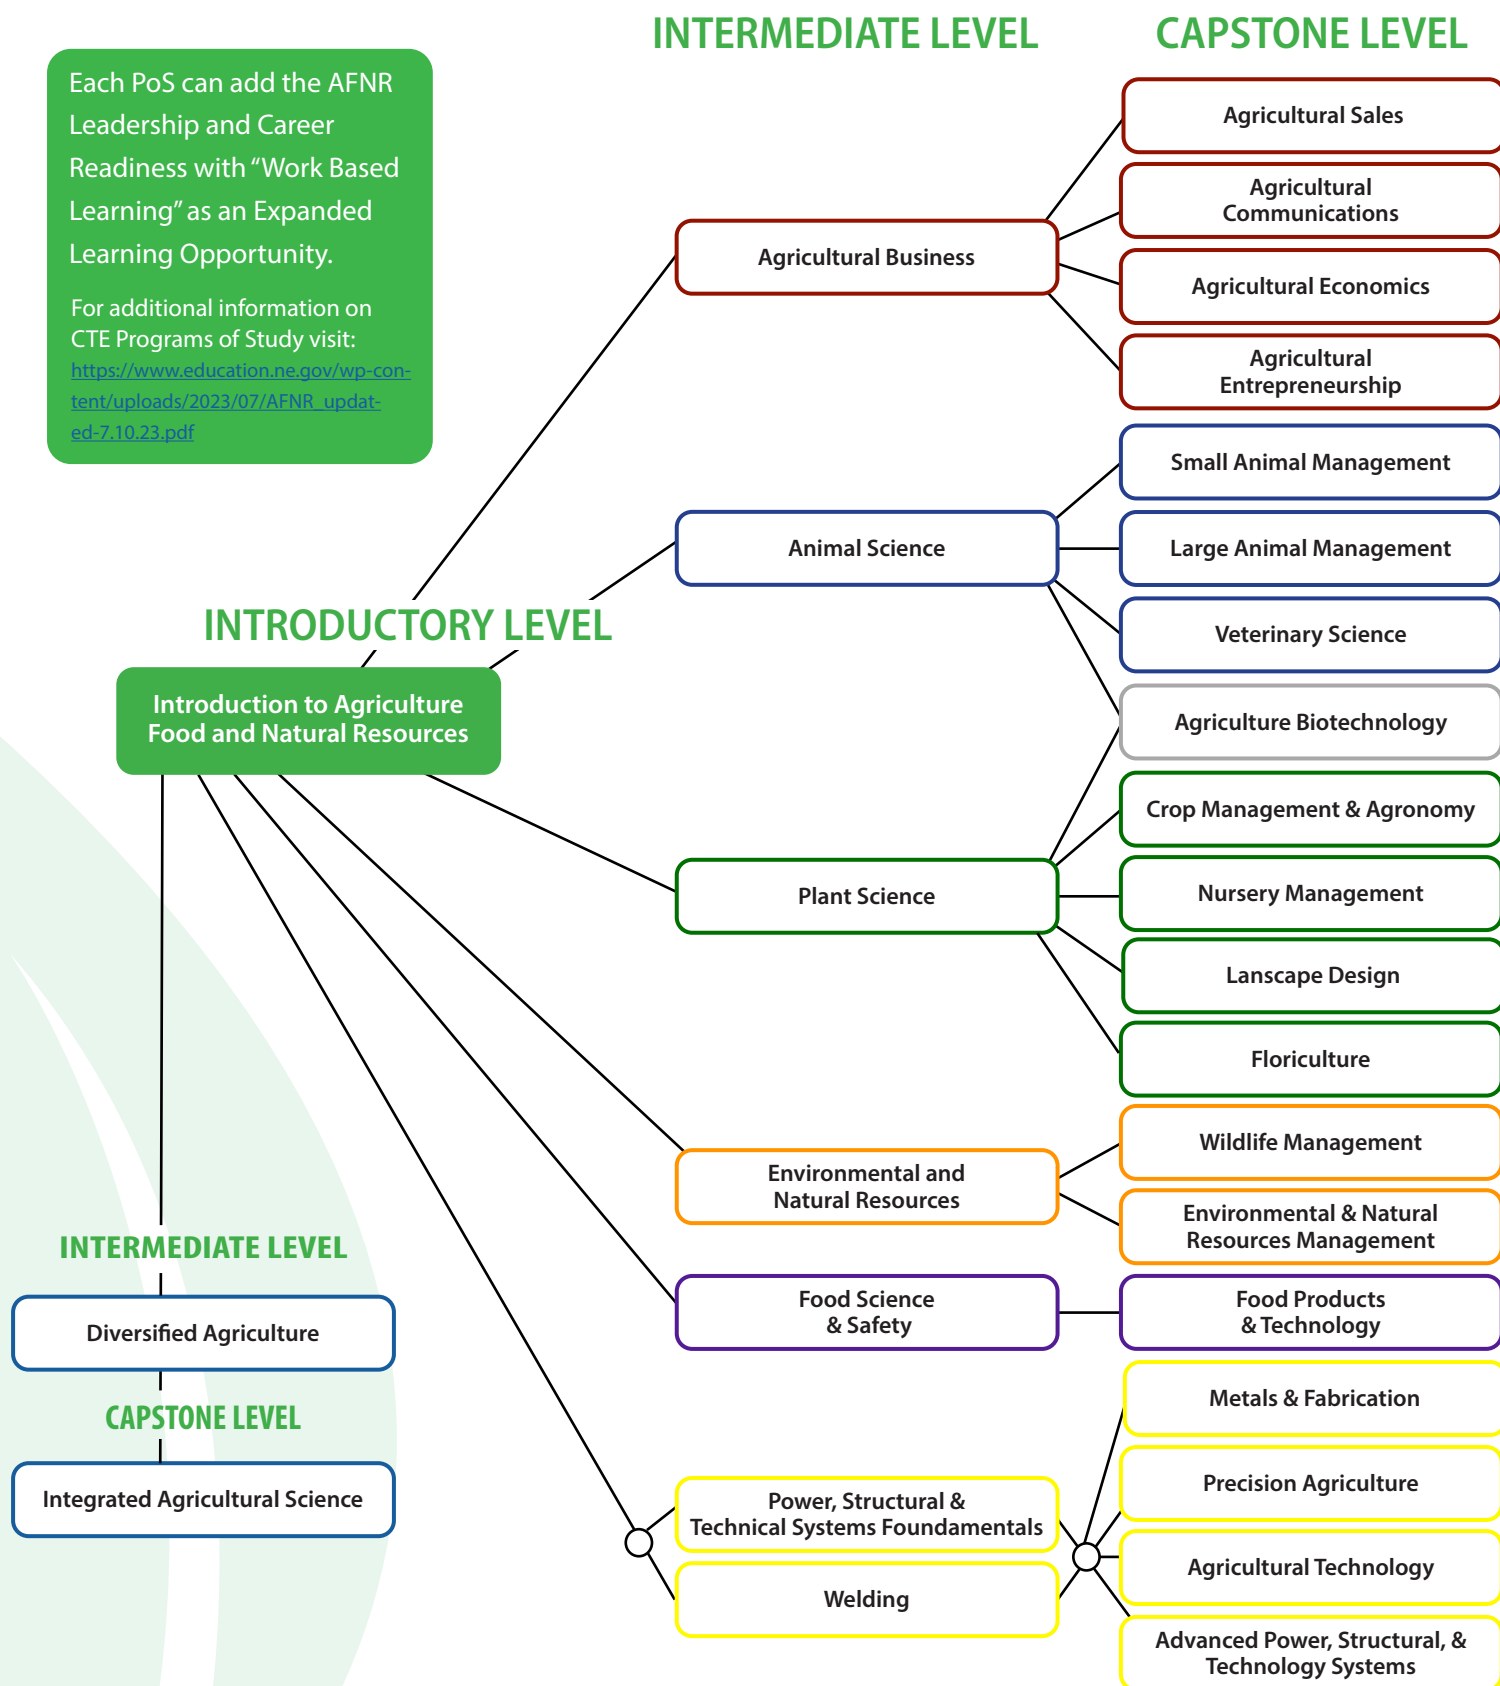 INTERMEDIATE LEVEL
CAPSTONE LEVEL
Each PoS can add the AFNR
Leadership and Career
Readiness with “Work Based
Learning” as an Expanded
Learning Opportunity.
For additional information on
CTE Programs of Study visit:
https://www.education.ne.gov/wp-con-
tent/uploads/2023/07/AFNR_updat-
ed-7.10.23.pdf
Agricultural Sales
Agricultural
Communications
Agricultural Business
Agricultural Economics
Agricultural
Entrepreneurship
Small Animal Management
Animal Science
Large Animal Management
INTRODUCTORY LEVEL
Veterinary Science
Introduction to Agriculture
Food and Natural Resources
Agriculture Biotechnology
Crop Management & Agronomy
Plant Science
Nursery Management
Lanscape Design
Floriculture
Wildlife Management
Environmental and
Natural Resources
Environmental & Natural
Resources Management
INTERMEDIATE LEVEL
Food Science
& Safety
Food Products
& Technology
Diversified Agriculture
CAPSTONE LEVEL
Metals & Fabrication
Integrated Agricultural Science
Precision Agriculture
Power, Structural &
Technical Systems Foundamentals
Agricultural Technology
Welding
Advanced Power, Structural, &
Technology Systems